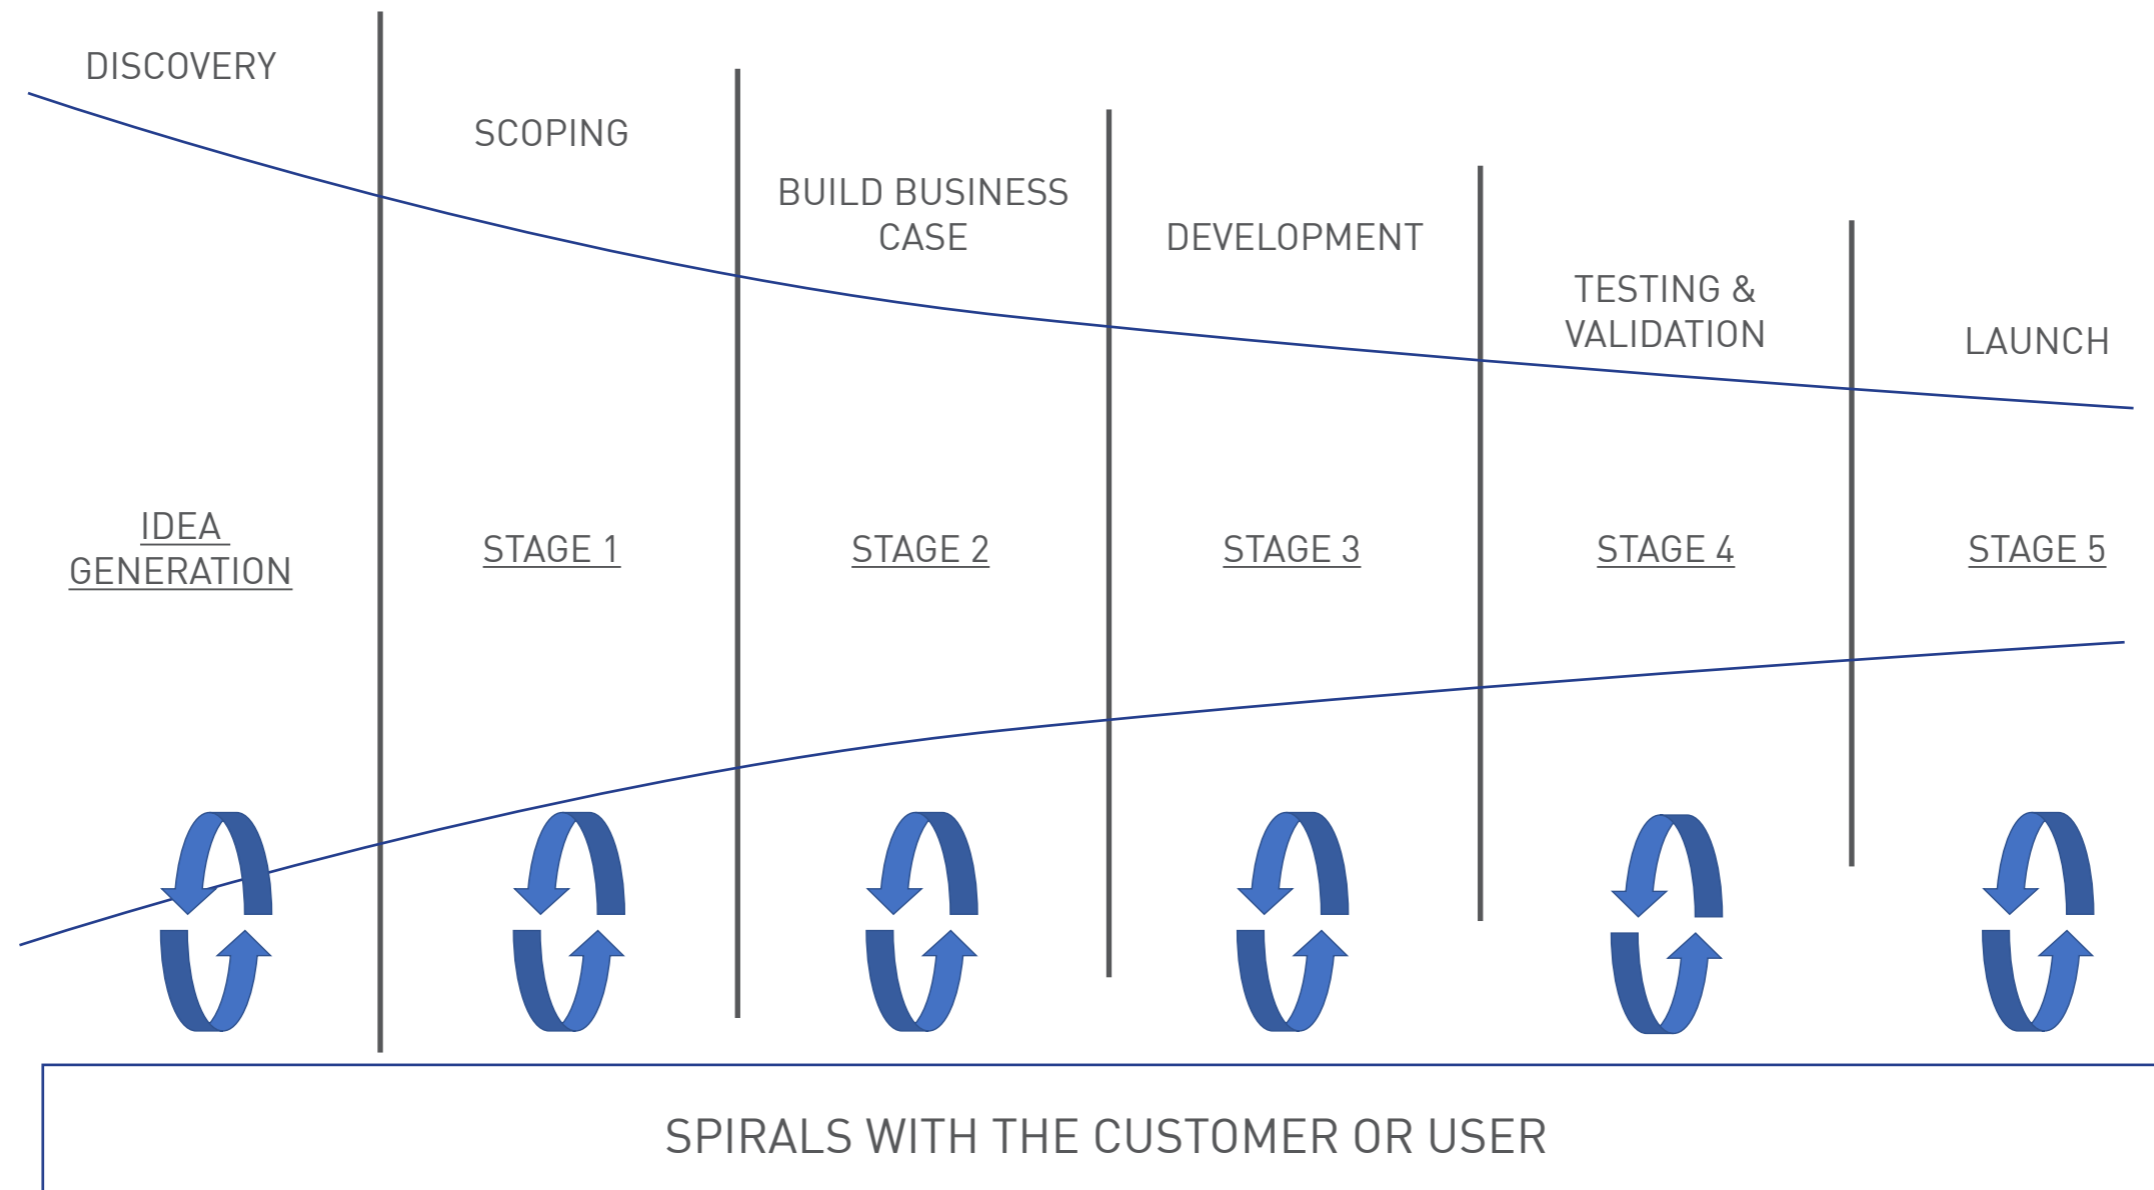 DISCOVERY
SCOPING
BUILD BUSINESS
CASE
DEVELOPMENT
TESTING &
VALIDATION
LAUNCH
IDEA
GENERATION
STAGE 1
STAGE 2
STAGE 3
STAGE 4
STAGE 5
SPIRALS WITH THE CUSTOMER OR USER